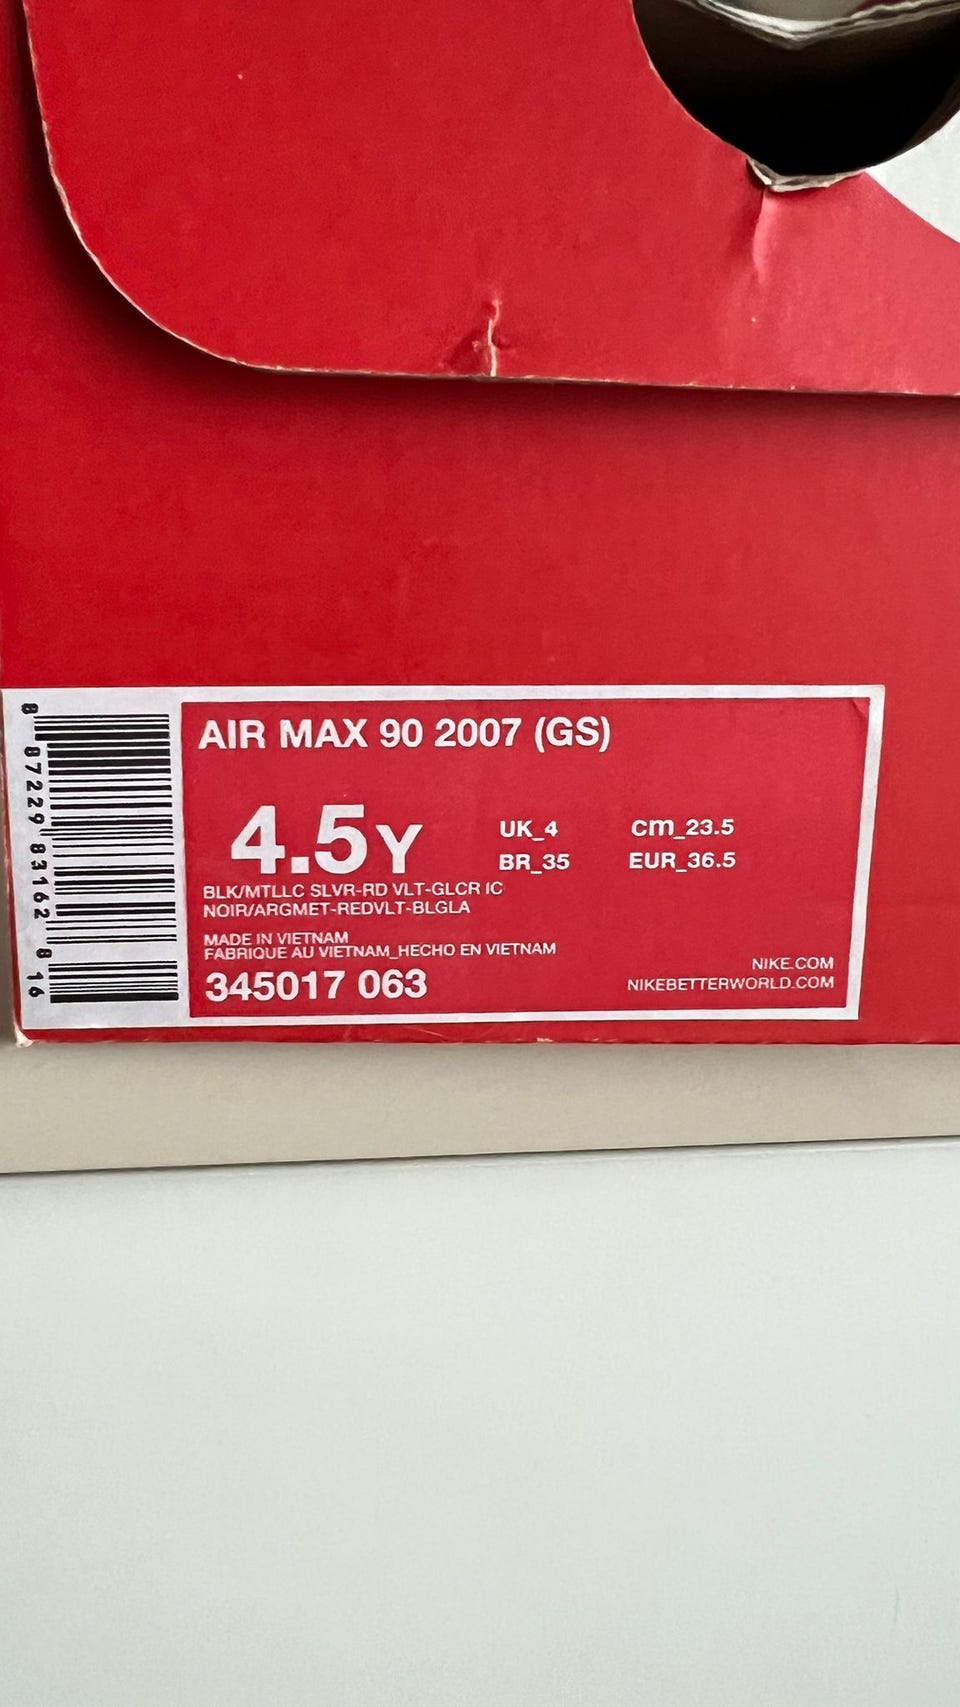 AIR MAX 90 2007 (GS)
4.5Y
UK_4 cm_23.5
BR_35 EUR_36.5
BLK/MTLLC SLVR-RD VLT-GLCR IC
NOIR/ARGMET-REDVLT-BLGLA
MADE IN VIETNAM
FABRIQUE AU VIETNAM_HECHO EN VIETNAM
345017 063
NIKE.COM
NIKEBETTERWORLD.COM
8 87229 83162 8 16